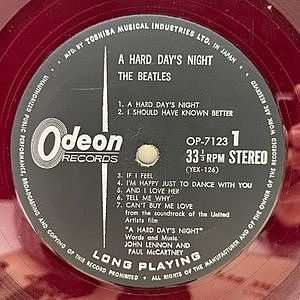 MFD. BY TOSHIBA MUSICAL INDUSTRIES LTD. IN JAPAN
A HARD DAY'S NIGHT
THE BEATLES
1. A HARD DAY'S NIGHT
2. I SHOULD HAVE KNOWN BETTER
Odeon
RECORDS
OP-7123 1
33 1/3 RPM STEREO
(YEX-126)
3. IF I FEEL
4. I'M HAPPY JUST TO DANCE WITH YOU
5. AND I LOVE HER
6. TELL ME WHY
7. CAN'T BUY ME LOVE
from the soundtrack of the United
Artists film
"A HARD DAY'S NIGHT"
Words and Music
JOHN LENNON and
PAUL McCARTNEY
LONG PLAYING
UNAUTHORIZED PUBLIC PERFORMANCE, BROADCASTING AND COPYING OF THIS RECORD PROHIBITED
ALL RIGHTS OF THE MANUFACTURER AND OF THE OWNER OF THE RECORDED WORK RESERVED